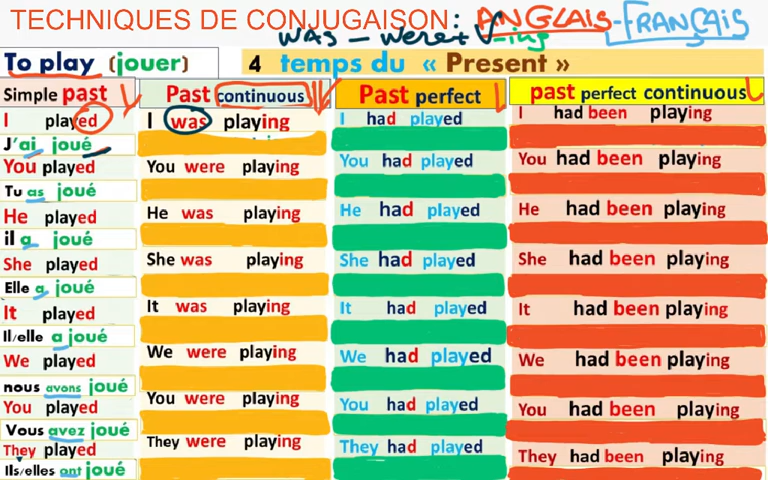 TECHNIQUES DE CONJUGAISON: ANGLAIS-FRANÇAIS
WAS - Were + V-ing
To play (jouer) 4 temps du « Present »
Simple past Past continuous Past perfect past perfect continuous
I played I was playing I had played I had been playing
J'ai joué
You played You were playing You had played You had been playing
Tu as joué
He played He was playing He had played He had been playing
il a joué
She played She was playing She had played She had been playing
Elle a joué
It played It was playing It had played It had been playing
Il/elle a joué
We played We were playing We had played We had been playing
nous avons joué
You played You were playing You had played You had been playing
Vous avez joué
They played They were playing They had played They had been playing
Ils/elles ont joué